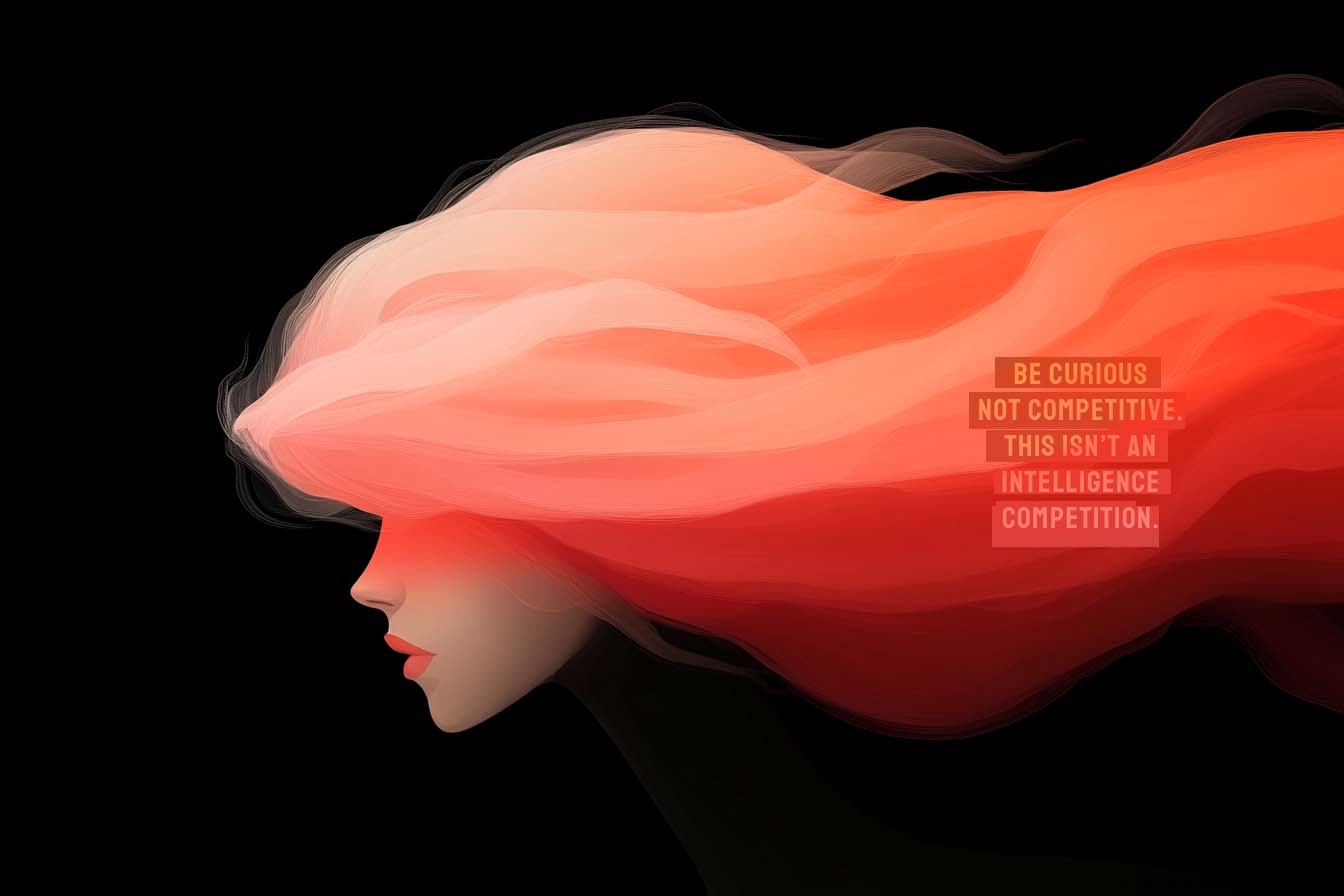 BE CURIOUS
NOT COMPETITIVE.
THIS ISN’T AN
INTELLIGENCE
COMPETITION.